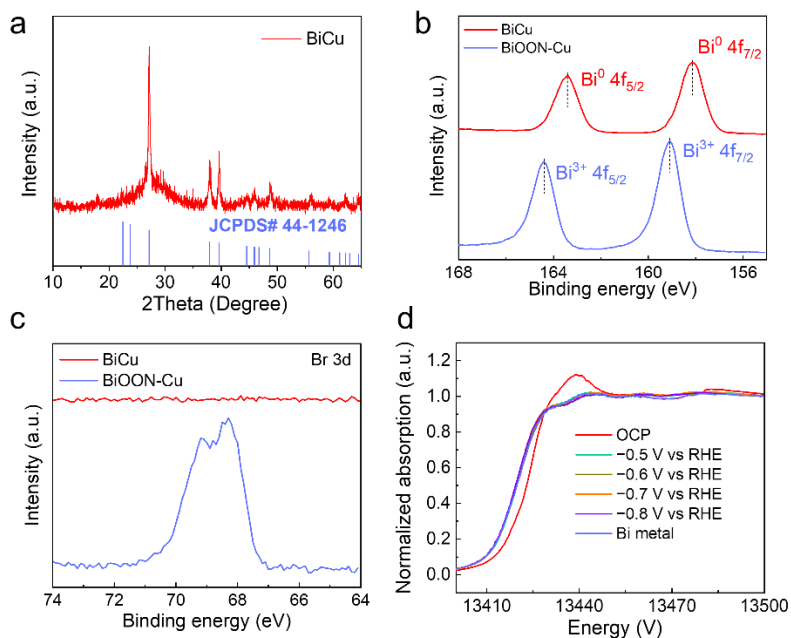 a
BiCu
Intensity (a.u.)
JCPDS# 44-1246
10 20 30 40 50 60
2Theta (Degree)
b
BiCu
BiOON-Cu
Bi⁰ 4f₇/₂
Bi⁰ 4f₅/₂
Bi³⁺ 4f₇/₂
Bi³⁺ 4f₅/₂
Intensity (a.u.)
168 164 160 156
Binding energy (eV)
c
BiCu
BiOON-Cu
Br 3d
Intensity (a.u.)
74 72 70 68 66 64
Binding energy (eV)
d
Normalized absorption (a.u.)
1.2
1.0
0.8
0.6
0.4
0.2
0.0
OCP
−0.5 V vs RHE
−0.6 V vs RHE
−0.7 V vs RHE
−0.8 V vs RHE
Bi metal
13410 13440 13470 13500
Energy (V)